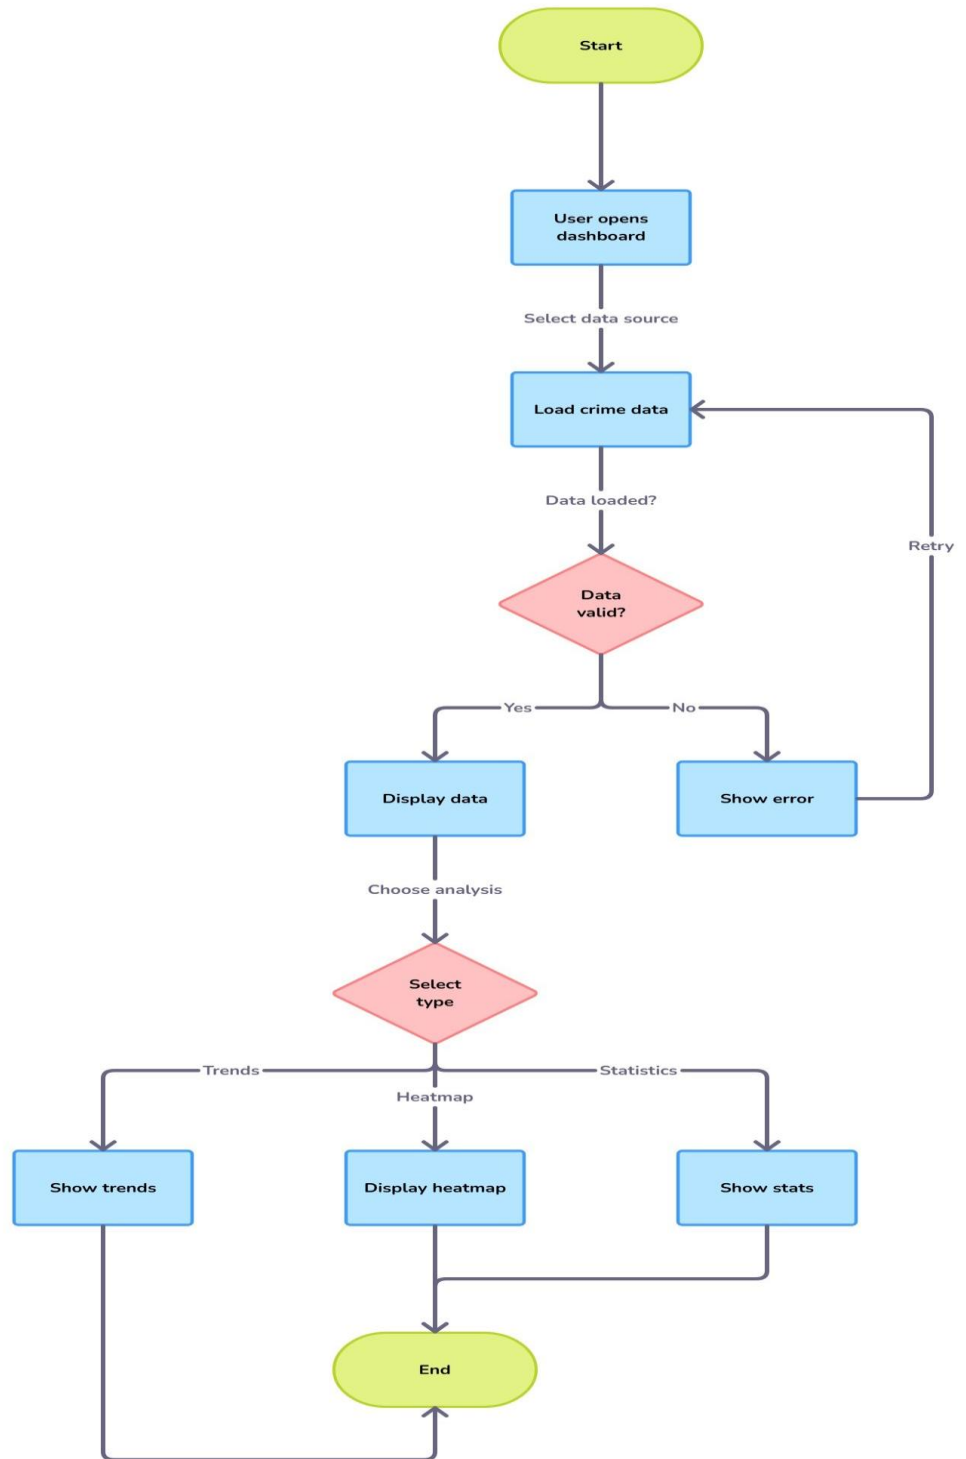 Start
User opens
dashboard
Select data source
Load crime data
Data loaded?
Retry
Data
valid?
Yes
No
Display data
Show error
Choose analysis
Select
type
Trends
Statistics
Heatmap
Show trends
Display heatmap
Show stats
End